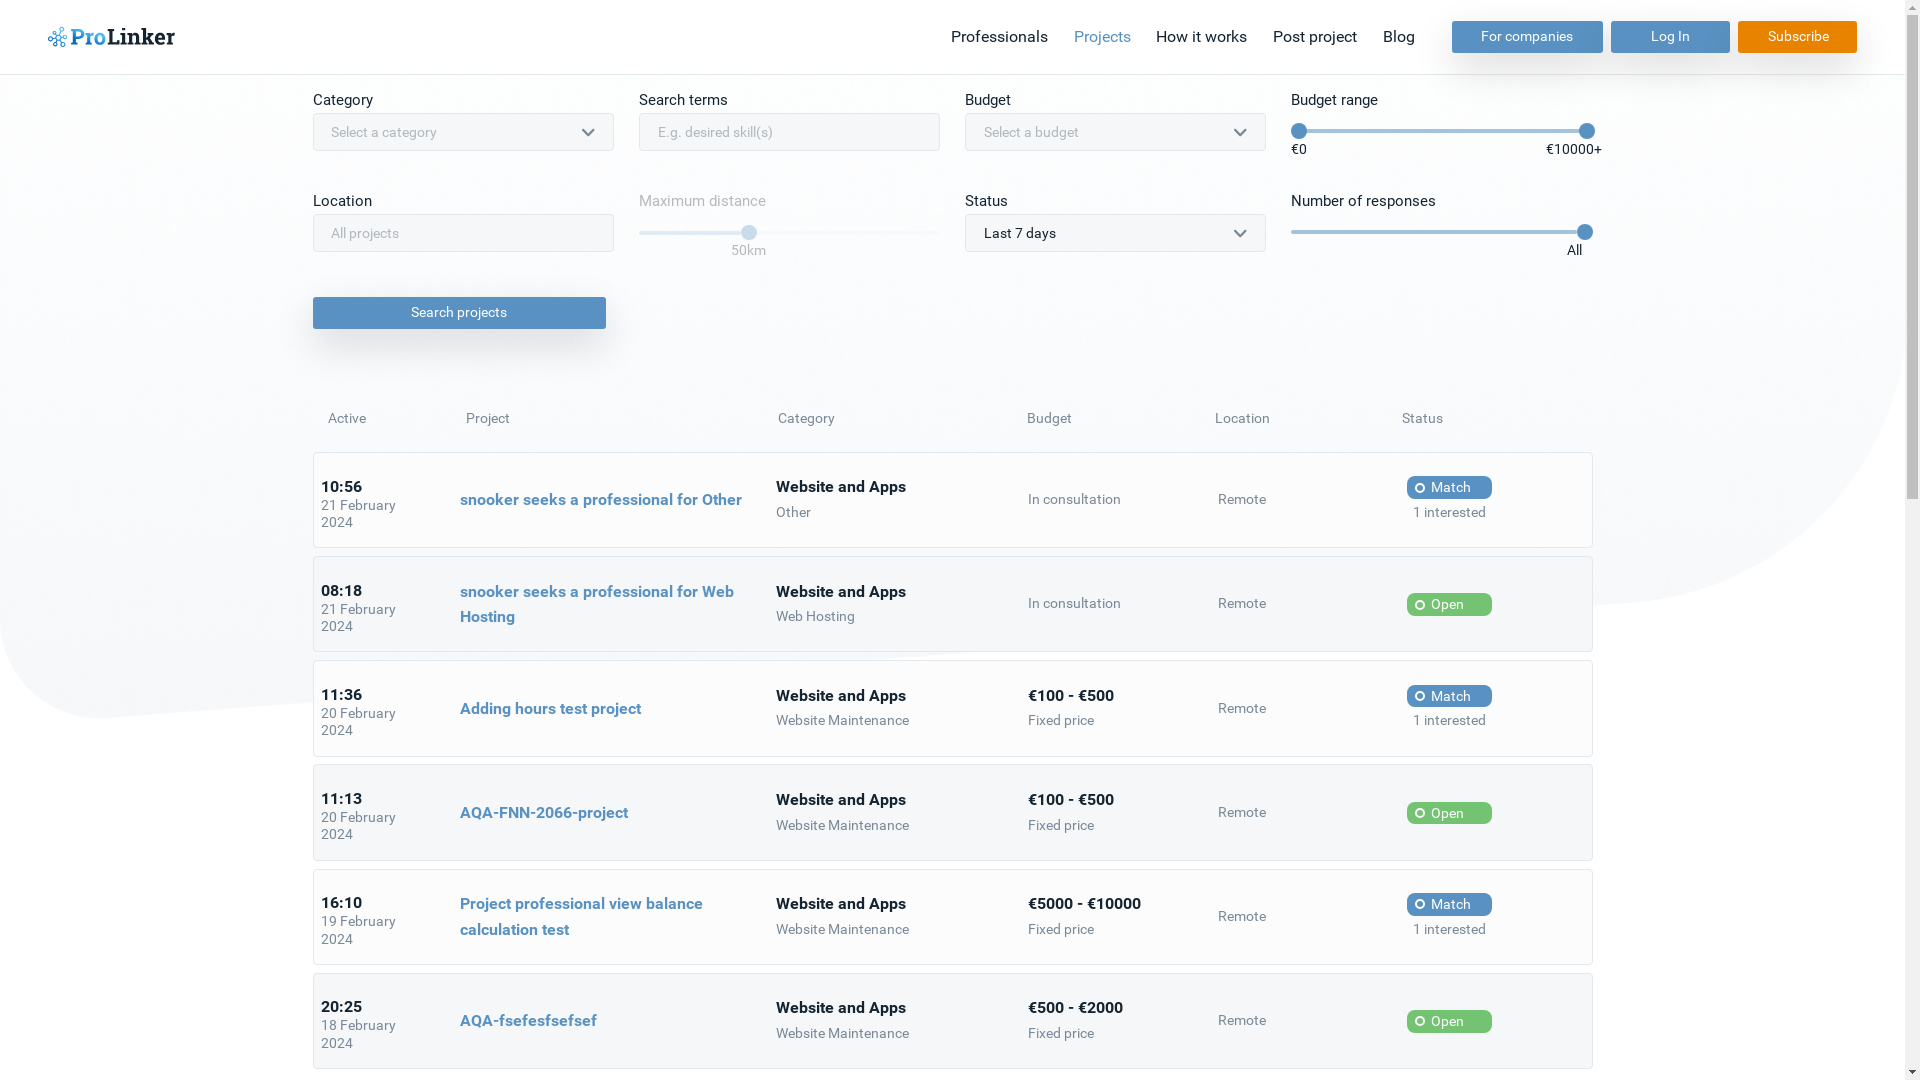 ProLinker
Professionals Projects How it works Post project Blog For companies Log In Subscribe
Category Search terms Budget Budget range
Select a category E.g. desired skill(s) Select a budget
€0 €10000+
Location Maximum distance Status Number of responses
All projects Last 7 days
50km All
Search projects
Active Project Category Budget Location Status
10:56
21 February
2024
snooker seeks a professional for Other
Website and Apps
Other
In consultation
Remote
Match
1 interested
08:18
21 February
2024
snooker seeks a professional for Web
Hosting
Website and Apps
Web Hosting
In consultation
Remote
Open
11:36
20 February
2024
Adding hours test project
Website and Apps
Website Maintenance
€100 - €500
Fixed price
Remote
Match
1 interested
11:13
20 February
2024
AQA-FNN-2066-project
Website and Apps
Website Maintenance
€100 - €500
Fixed price
Remote
Open
16:10
19 February
2024
Project professional view balance
calculation test
Website and Apps
Website Maintenance
€5000 - €10000
Fixed price
Remote
Match
1 interested
20:25
18 February
2024
AQA-fsefesfsefsef
Website and Apps
Website Maintenance
€500 - €2000
Fixed price
Remote
Open